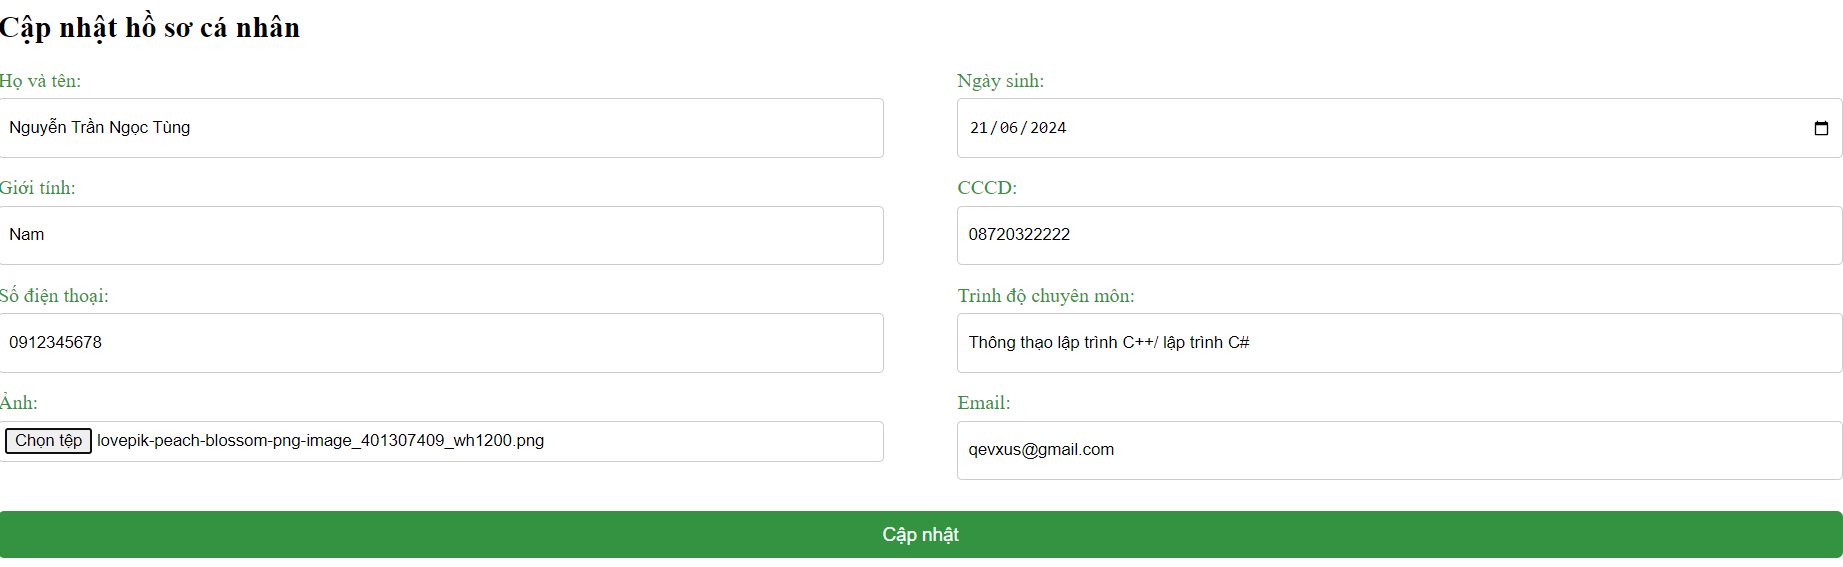 Cập nhật hồ sơ cá nhân
Họ và tên:
Nguyễn Trần Ngọc Tùng
Ngày sinh:
21/06/2024
Giới tính:
Nam
CCCD:
08720322222
Số điện thoại:
0912345678
Trình độ chuyên môn:
Thông thạo lập trình C++/ lập trình C#
Ảnh:
Chọn tệp lovepik-peach-blossom-png-image_401307409_wh1200.png
Email:
qevxus@gmail.com
Cập nhật